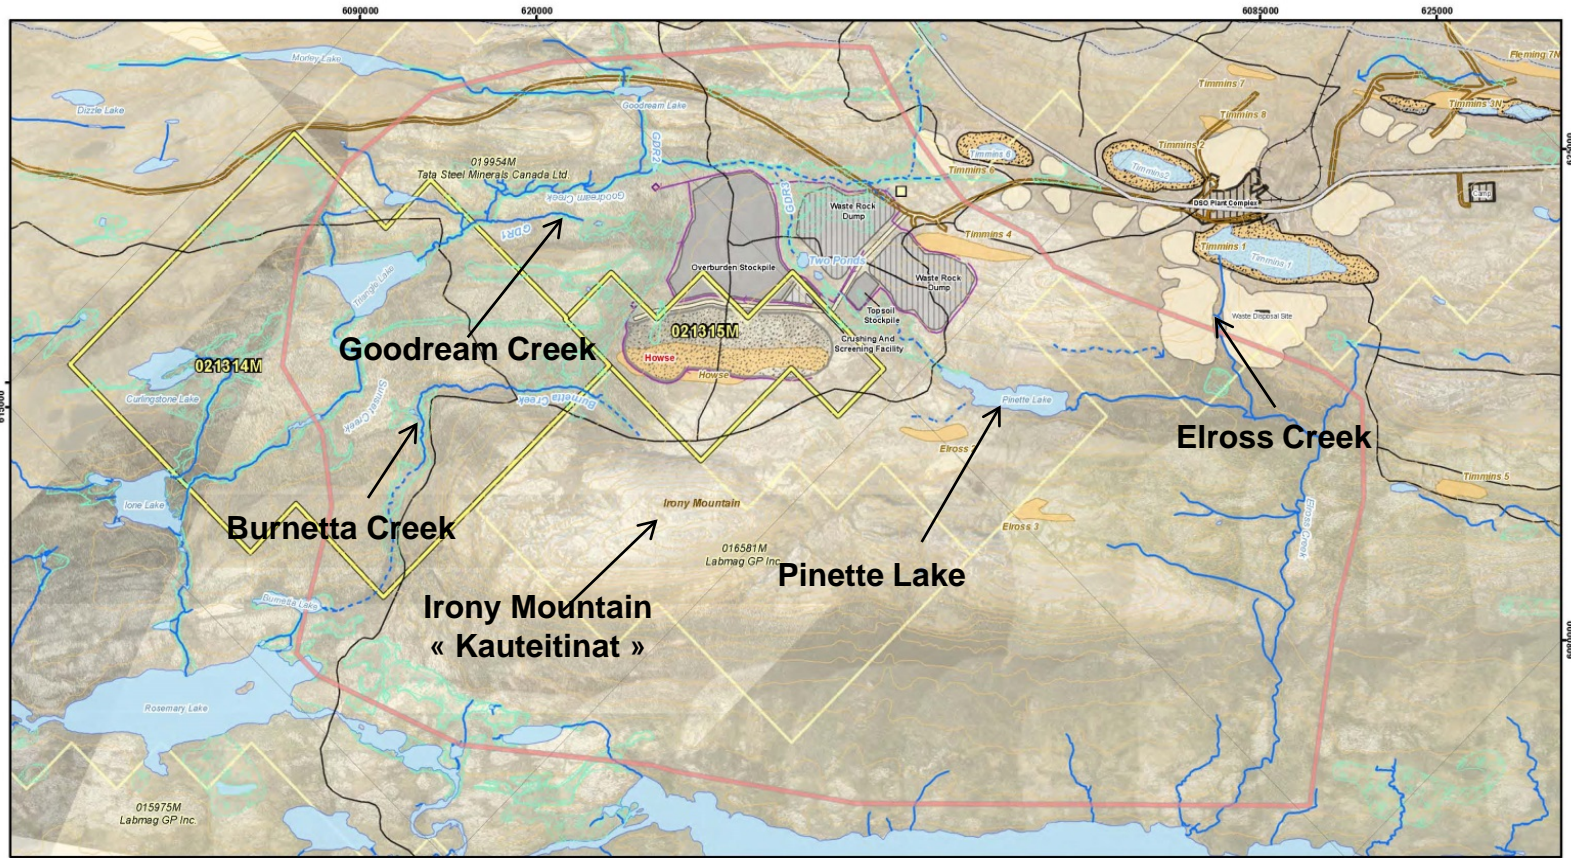 6090000
620000
6085000
625000
Morley Lake
Fleming 7N
Dizzle Lake
Goodream Lake
Timmins 7
Timmins 3N
Timmins 8
GDR2
Timmins 2
Timmins 6
Timmins2
019954M
Tata Steel Minerals Canada Ltd.
Timmins 6
Camp
Goodream Creek
GDR3
Waste Rock
Dump
DSO Plant Complex
GDR1
Timmins 4
Timmins 1
Two Ponds
Timmins 1
Triangle Lake
Overburden Stockpile
Waste Rock
Dump
Topsoil
Stockpile
Waste Disposal Site
021315M
Goodream Creek
Crushing And
Screening Facility
Howse
Howse
021314M
Curlingstone Lake
Sunset Creek
Burnetta
Creek
Pinette Lake
615000
Elross Creek
Elross 2
Timmins 5
Ione Lake
Irony Mountain
Elross 3
Elross Creek
Burnetta Creek
016581M
Labmag GP Inc.
Pinette Lake
Burnetta Lake
Irony Mountain
« Kauteitinat »
6080000
Rosemary Lake
015975M
Labmag GP Inc.